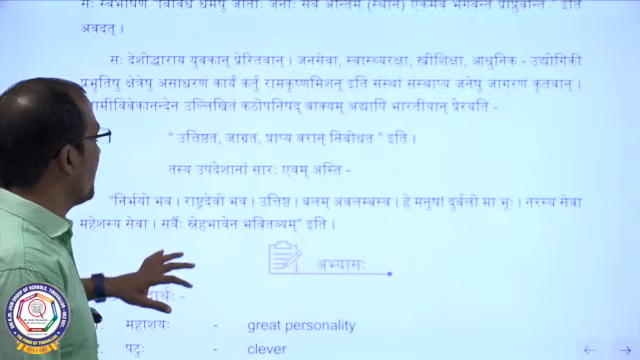 सः स्वभाषणे "विविध धर्मेषु जाताः जनाः सर्वे अन्तिमे (स्थाने) एकमेव भगवन्तं प्राप्नुवन्ति" इति
अवदत्।
सः देशोद्धाराय युवकान् प्रेरितवान्। जनसेवा, स्वास्थ्यरक्षा, स्त्रीशिक्षा, आधुनिक - उद्योगिकी
प्रभृतिषु क्षेत्रेषु असाधारणं कार्यं कर्तुं रामकृष्णमिशन् इति संस्थां संस्थाप्य जनेषु जागरणं कृतवान्।
स्वामीविवेकानन्देन उल्लिखितं कठोपनिषद् वाक्यम् अद्यापि भारतीयान् प्रेरयति -
" उत्तिष्ठत, जाग्रत, प्राप्य वरान् निबोधत " इति।
तस्य उपदेशानां सारः एवम् अस्ति -
"निर्भयो भव। राष्ट्रदेवो भव। उत्तिष्ठ। बलम् अवलम्बस्व। हे मनुष! दुर्बलो मा भूः। नरस्य सेवा
महेशस्य सेवा। सर्वैः स्नेहभावेन भवितव्यम्" इति।
अभ्यासः
महाशयः - great personality
पटुः - clever